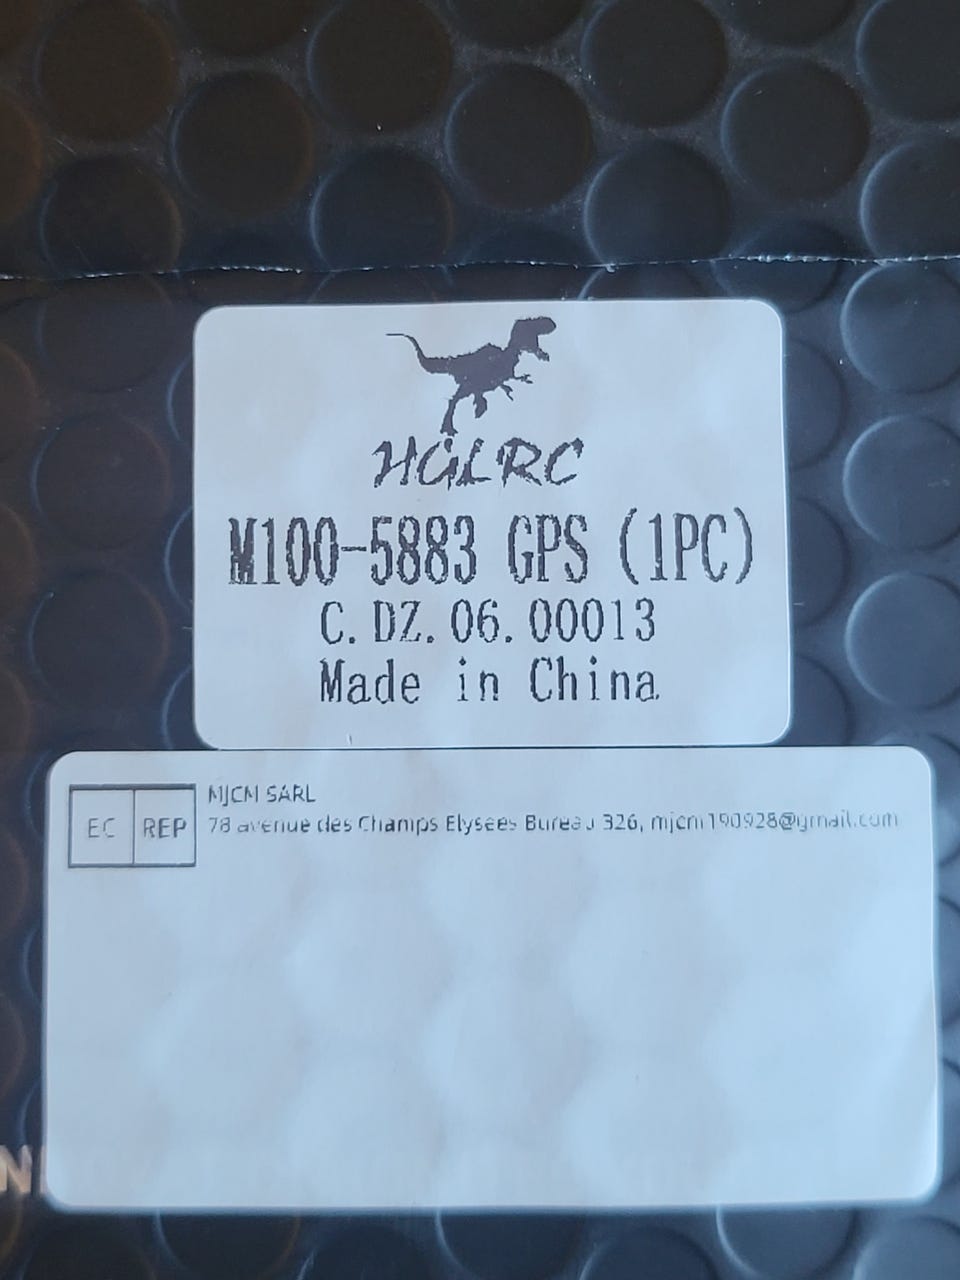 HGLRC
M100-5883 GPS (1PC)
C.DZ.06.00013
Made in China
EC REP
MJCM SARL
78 avenue des Champs Elysees Bureau 326, mjcm190928@gmail.com